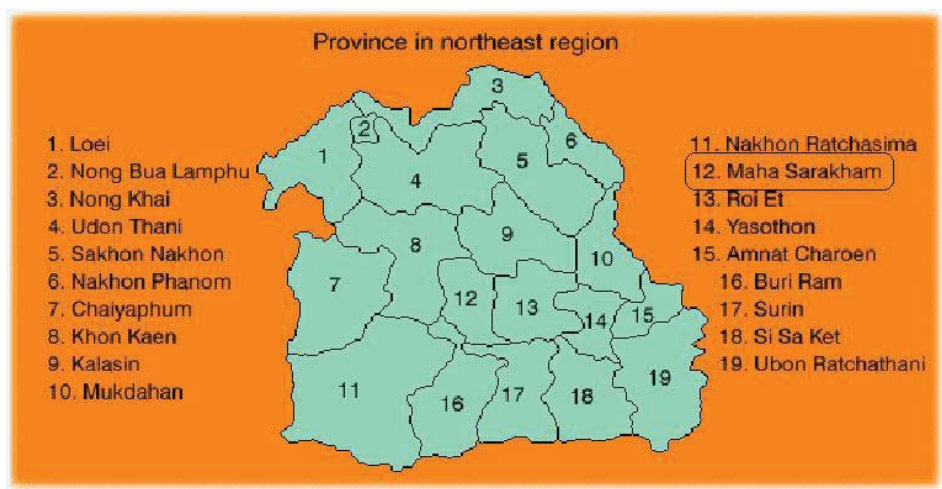 Province in northeast region
1. Loei
2. Nong Bua Lamphu
3. Nong Khai
4. Udon Thani
5. Sakhon Nakhon
6. Nakhon Phanom
7. Chaiyaphum
8. Khon Kaen
9. Kalasin
10. Mukdahan
3
2
6
1
5
4
9
8
10
7
12
13
14
15
11
16
17
18
19
11. Nakhon Ratchasima
12. Maha Sarakham
13. Roi Et
14. Yasothon
15. Amnat Charoen
16. Buri Ram
17. Surin
18. Si Sa Ket
19. Ubon Ratchathani